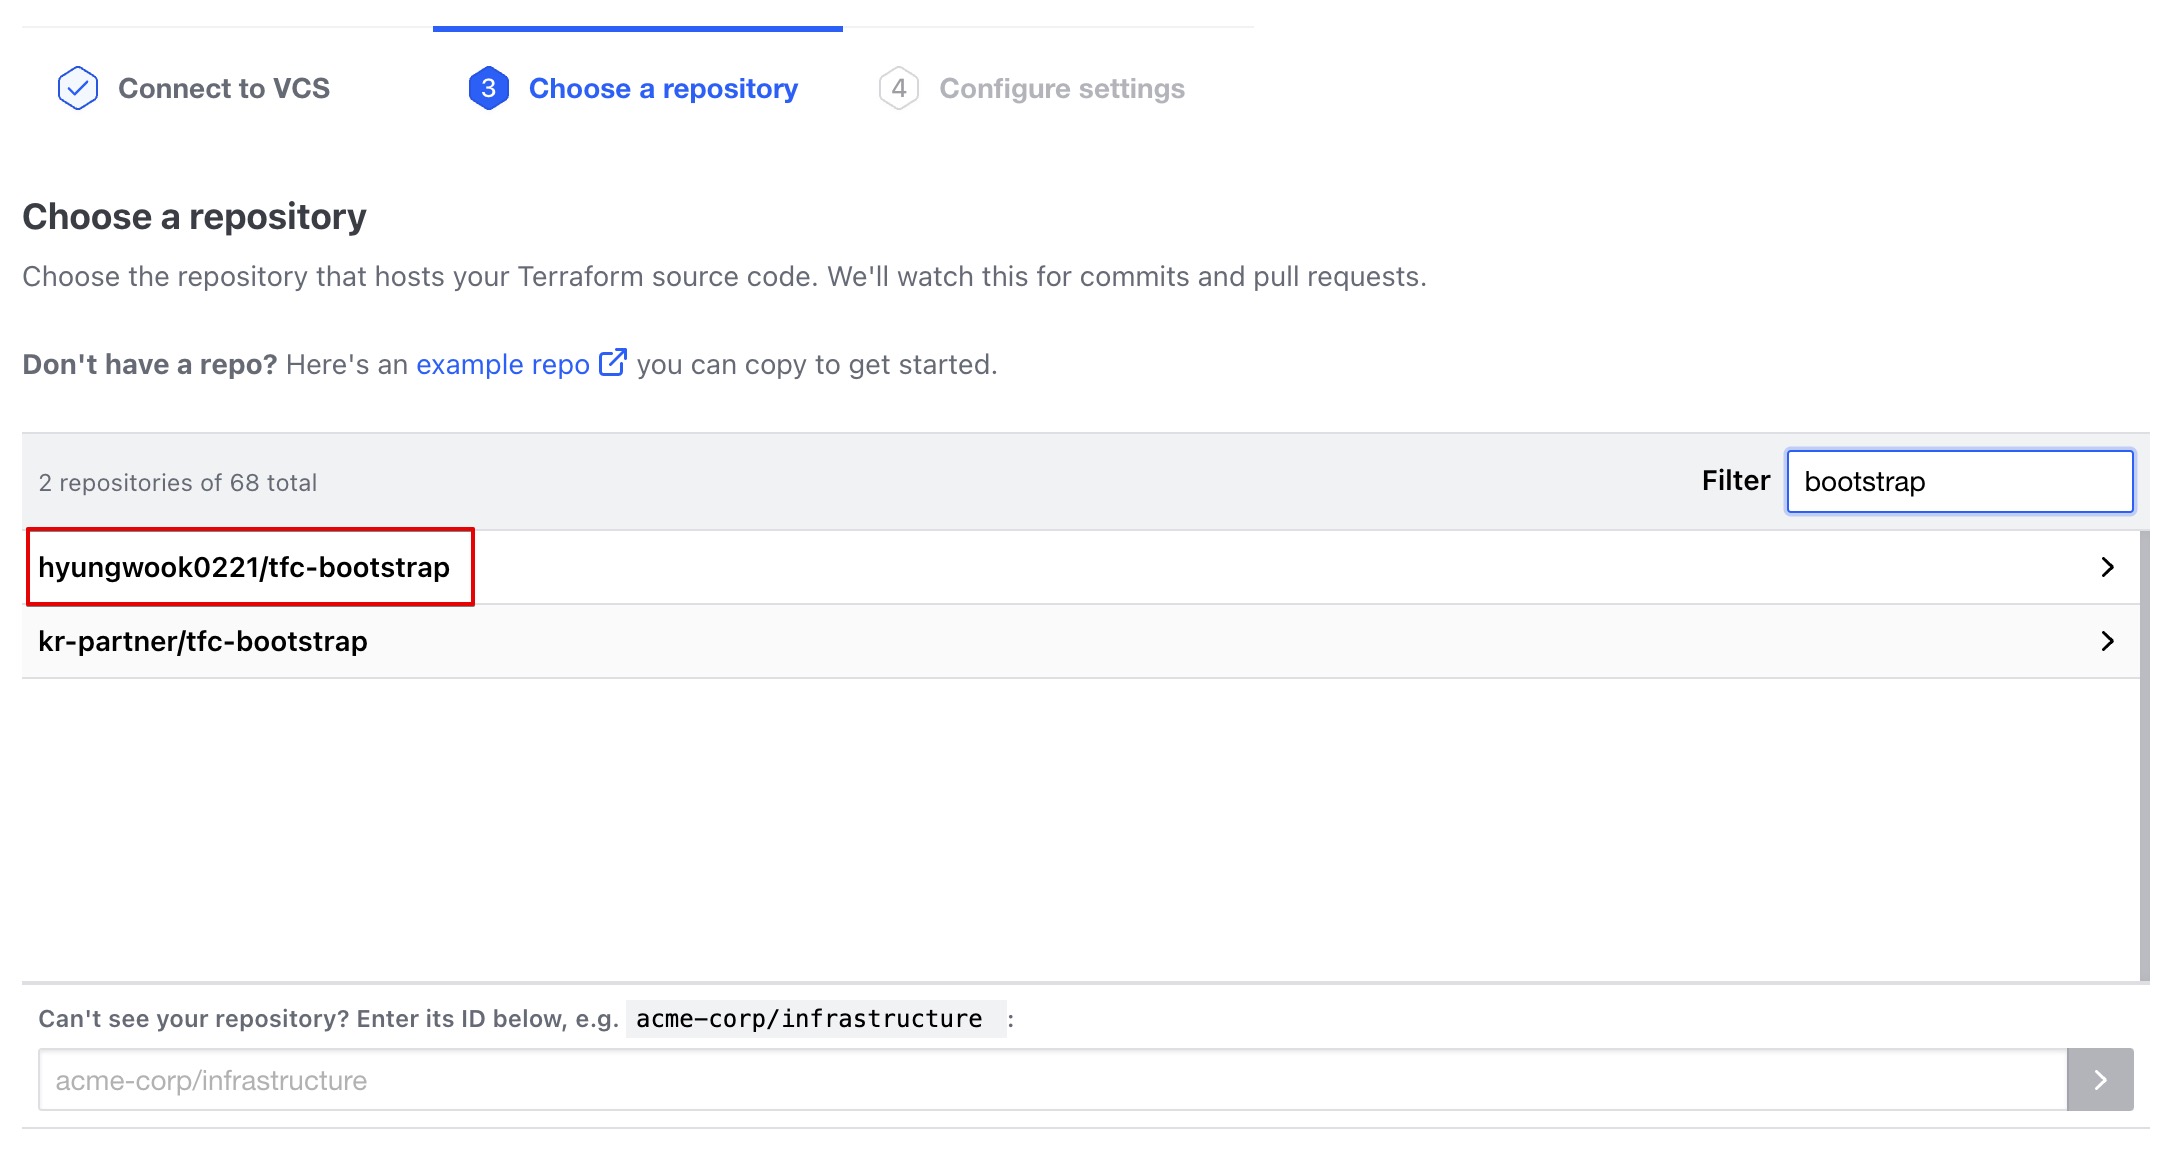 Connect to VCS
3 Choose a repository
4 Configure settings
Choose a repository
Choose the repository that hosts your Terraform source code. We'll watch this for commits and pull requests.
Don't have a repo? Here's an example repo you can copy to get started.
2 repositories of 68 total
Filter bootstrap
hyungwook0221/tfc-bootstrap
kr-partner/tfc-bootstrap
Can't see your repository? Enter its ID below, e.g. acme-corp/infrastructure :
acme-corp/infrastructure